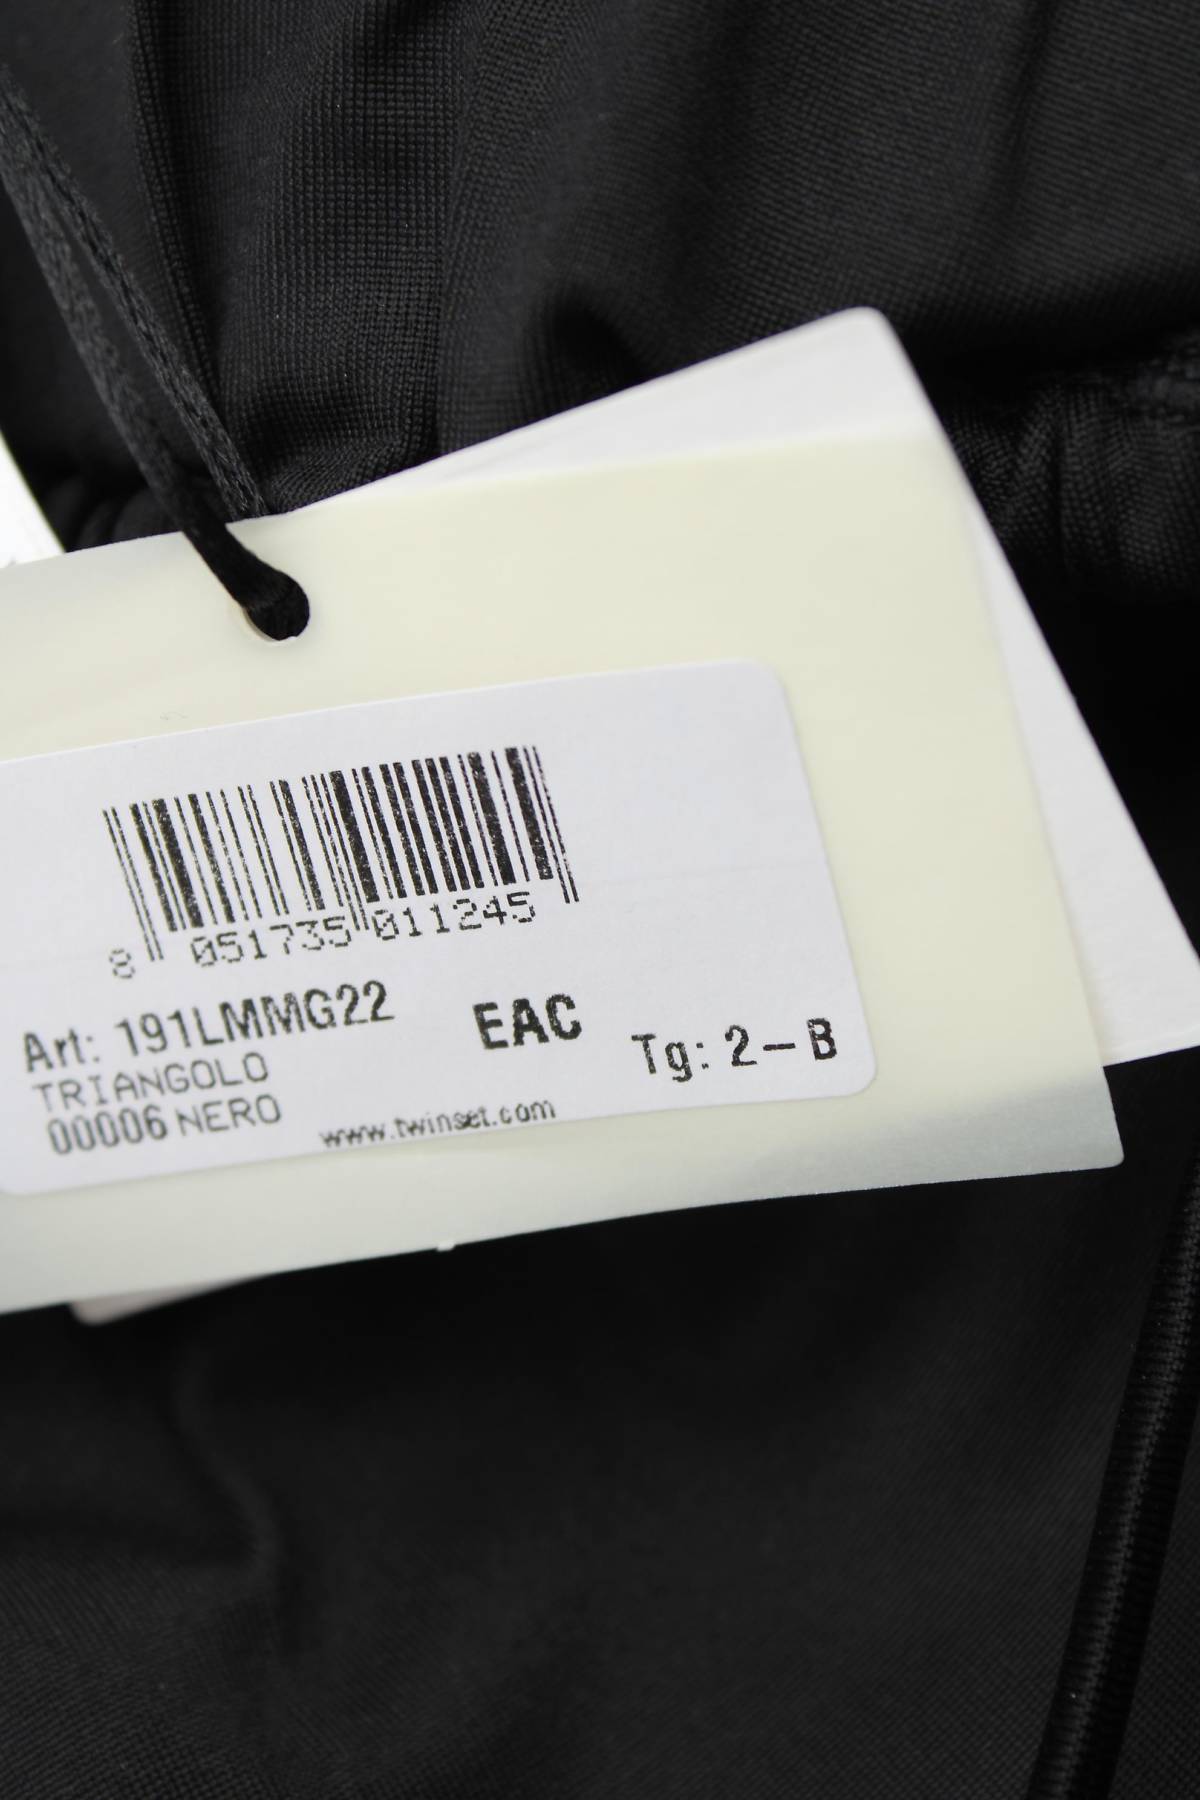 8 051735 011245
Art: 191LMMG22
EAC
Tg: 2-B
TRIANGOLO
00006 NERO
www.twinset.com